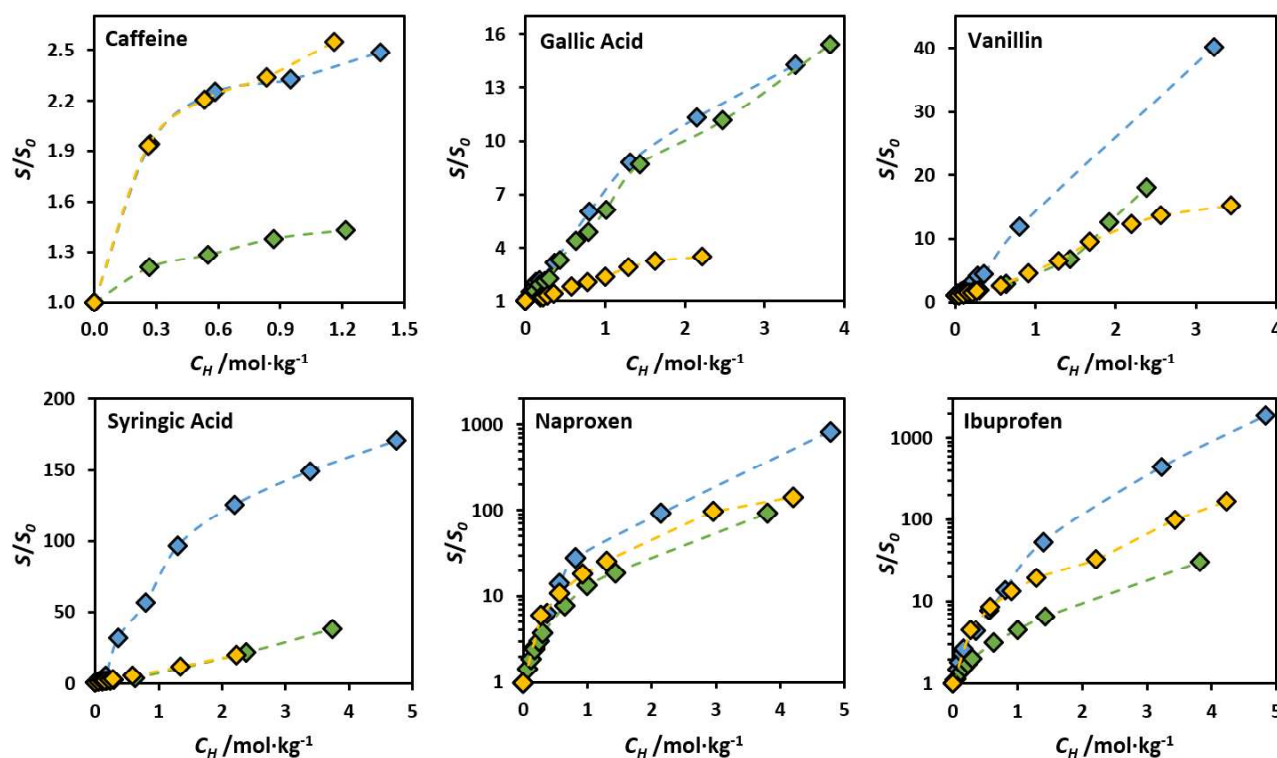 Caffeine
2.5
2.2
1.9
1.6
1.3
1.0
S/S0
0.0 0.3 0.6 0.9 1.2 1.5
CH /mol·kg-1
Gallic Acid
16
13
10
7
4
1
S/S0
0 1 2 3 4
CH /mol·kg-1
Vanillin
40
30
20
10
0
S/S0
0 1 2 3 4
CH /mol·kg-1
Syringic Acid
200
150
100
50
0
S/S0
0 1 2 3 4 5
CH /mol·kg-1
Naproxen
1000
100
10
1
S/S0
0 1 2 3 4 5
CH /mol·kg-1
Ibuprofen
1000
100
10
1
S/S0
0 1 2 3 4 5
CH /mol·kg-1